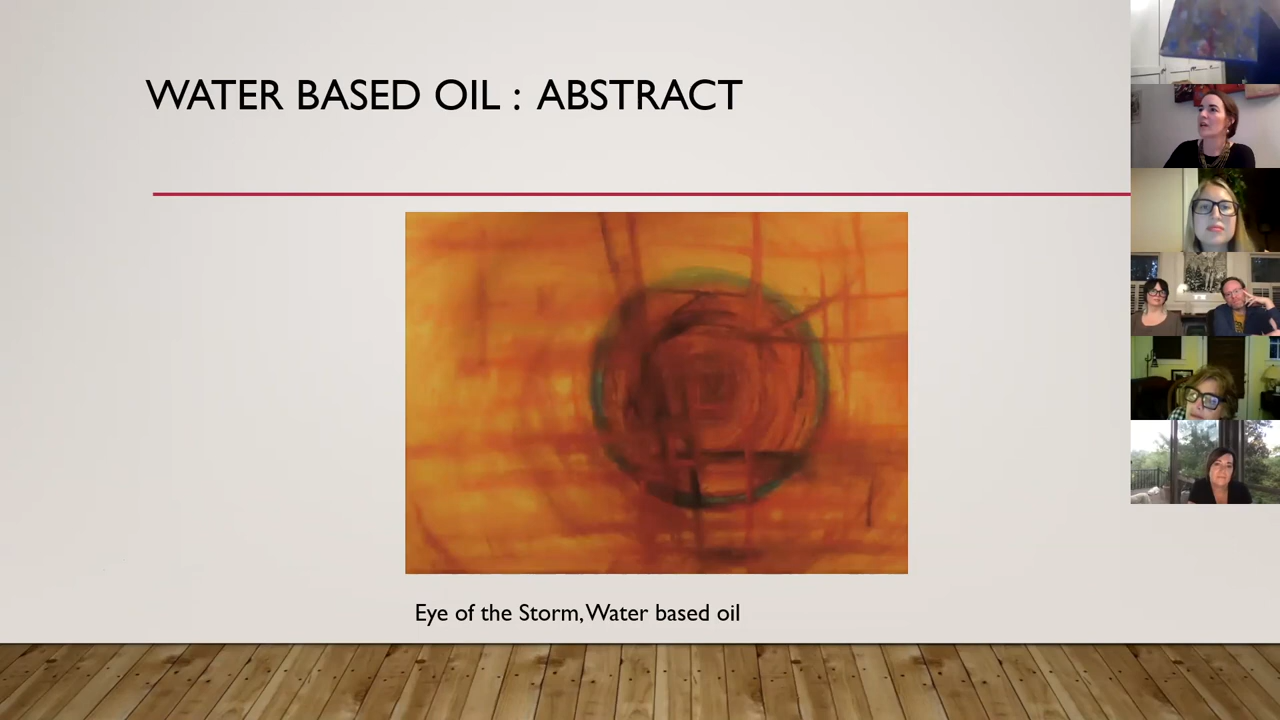 WATER BASED OIL : ABSTRACT
Eye of the Storm, Water based oil